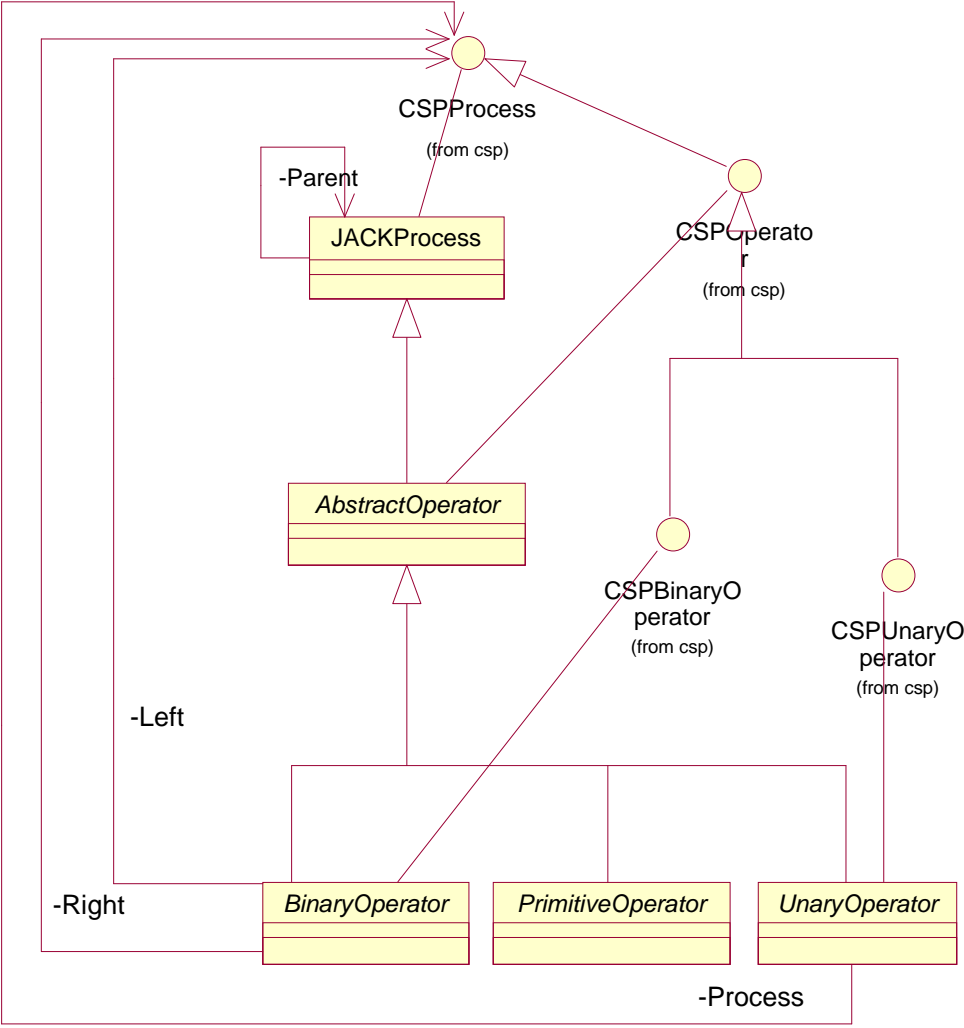 CSPProcess
(from csp)
-Parent
JACKProcess
CSPOperato
r
(from csp)
AbstractOperator
CSPBinaryO
perator
(from csp)
CSPUnaryO
perator
(from csp)
-Left
-Right
BinaryOperator
PrimitiveOperator
UnaryOperator
-Process